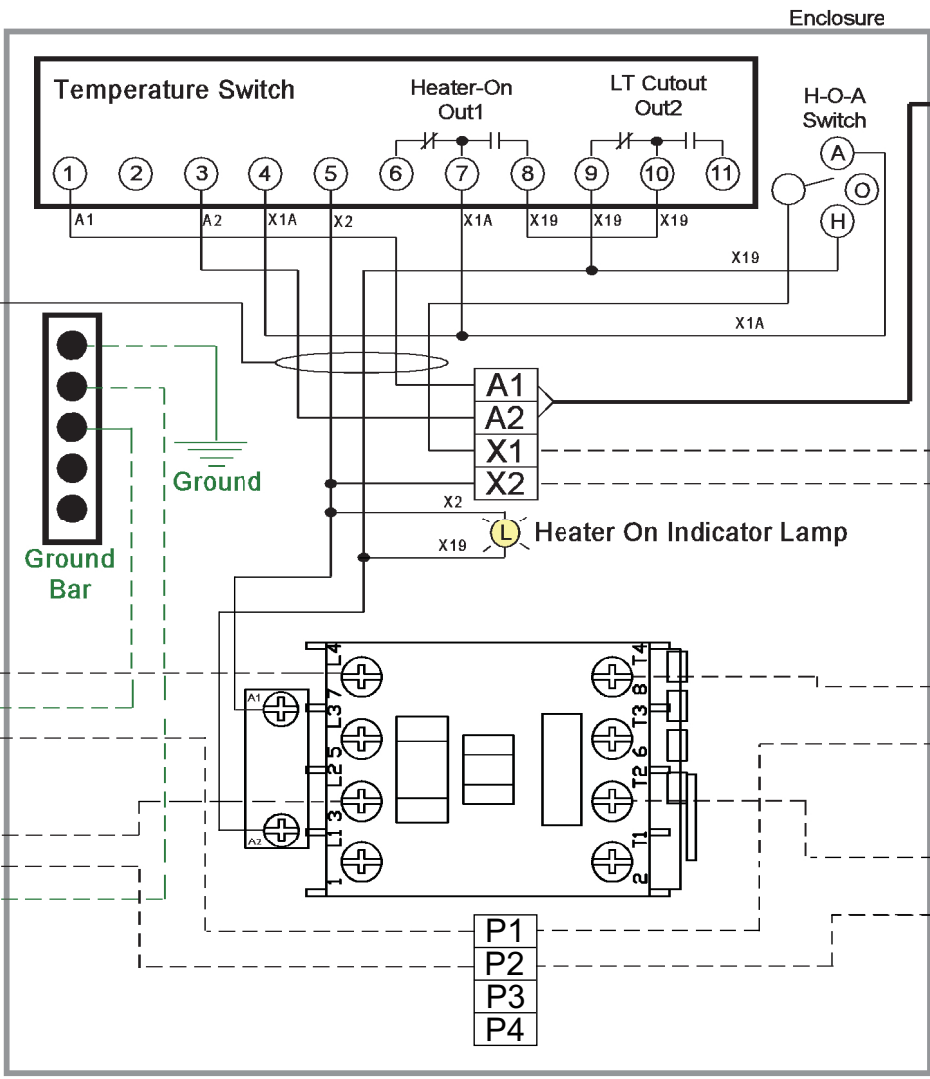 Enclosure
Temperature Switch
Heater-On
Out1
LT Cutout
Out2
H-O-A
Switch
A
O
H
1 2 3 4 5 6 7 8 9 10 11
A1 A2 X1A X2 X1A X19 X19 X19
X19
X1A
A1
A2
X1
X2
Ground
X2
X19
L
Heater On Indicator Lamp
Ground
Bar
A1
A2
L4
7
L3
5
L2
3
L1
1
T4
8
T3
6
T2
4
T1
2
P1
P2
P3
P4